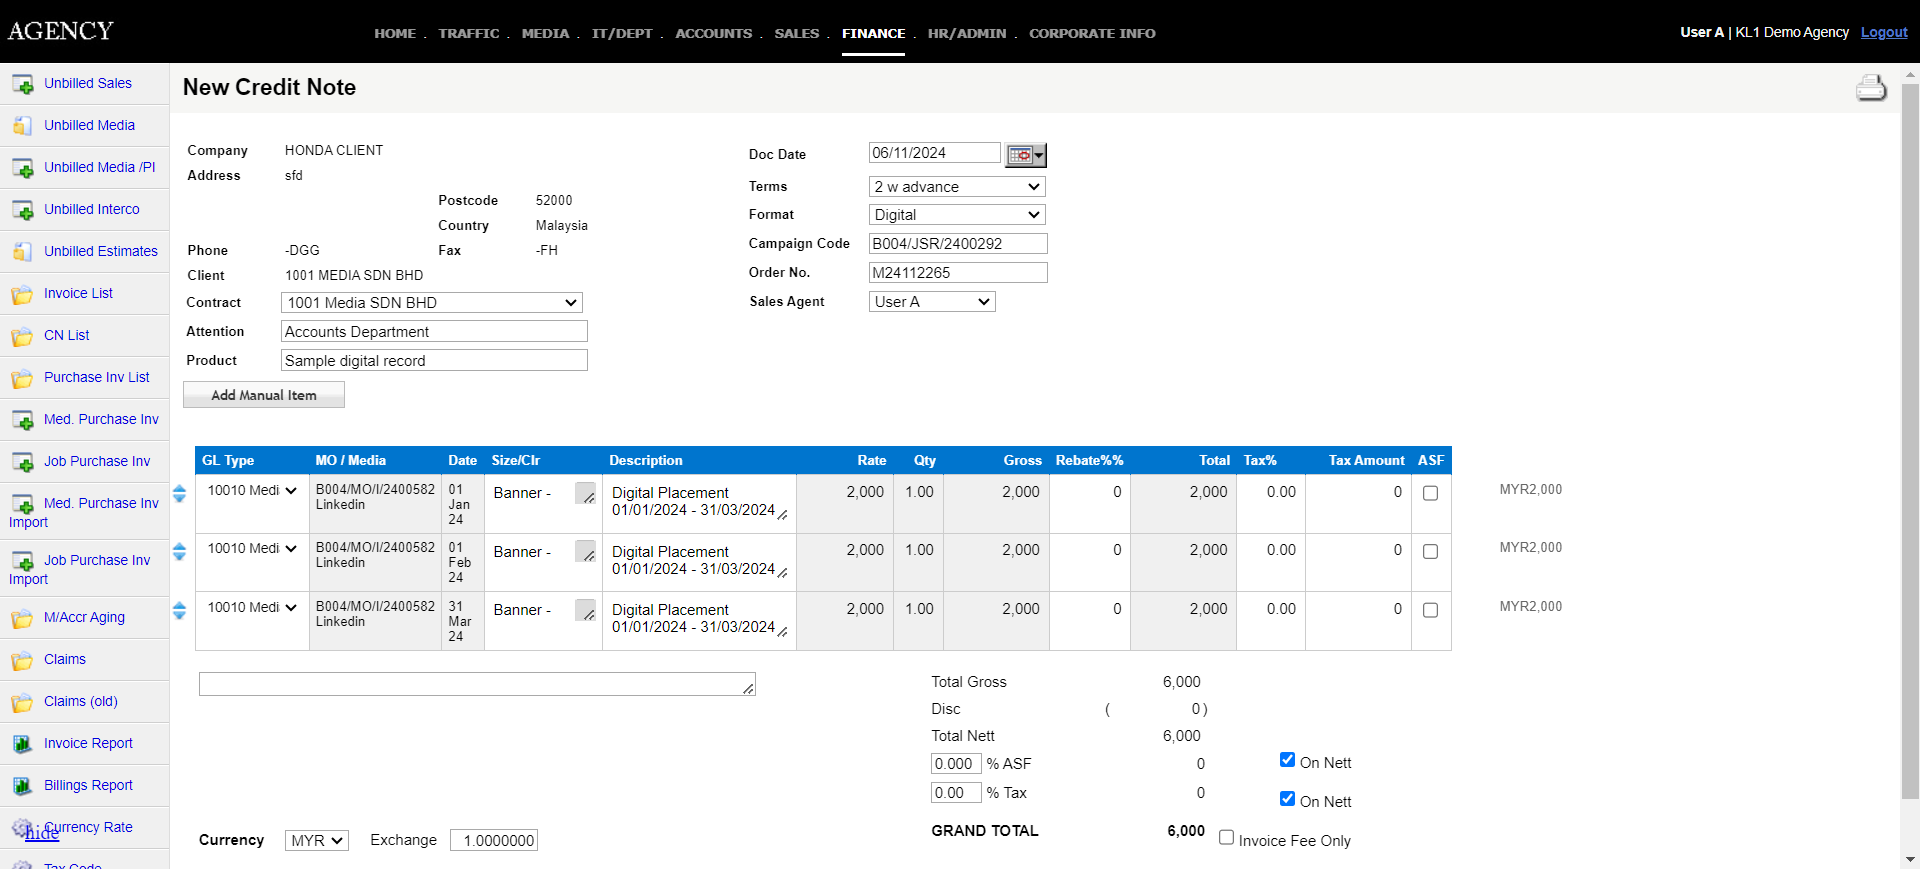 AGENCY
HOME . TRAFFIC . MEDIA . IT/DEPT . ACCOUNTS . SALES . FINANCE . HR/ADMIN . CORPORATE INFO
User A | KL1 Demo Agency Logout
Unbilled Sales
Unbilled Media
Unbilled Media /PI
Unbilled Interco
Unbilled Estimates
Invoice List
CN List
Purchase Inv List
Med. Purchase Inv
Job Purchase Inv
Med. Purchase Inv
Import
Job Purchase Inv
Import
M/Accr Aging
Claims
Claims (old)
Invoice Report
Billings Report
Currency Rate
hide
Tax Code
New Credit Note
Company HONDA CLIENT
Address sfd
Postcode 52000
Country Malaysia
Phone -DGG Fax -FH
Client 1001 MEDIA SDN BHD
Contract 1001 Media SDN BHD
Attention Accounts Department
Product Sample digital record
Doc Date 06/11/2024
Terms 2 w advance
Format Digital
Campaign Code B004/JSR/2400292
Order No. M24112265
Sales Agent User A
Add Manual Item
GL Type MO / Media Date Size/Clr Description Rate Qty Gross Rebate%% Total Tax% Tax Amount ASF
10010 Medi B004/MO/I/2400582 Linkedin 01 Jan 24 Banner - Digital Placement 01/01/2024 - 31/03/2024 2,000 1.00 2,000 0 2,000 0.00 0 MYR2,000
10010 Medi B004/MO/I/2400582 Linkedin 01 Feb 24 Banner - Digital Placement 01/01/2024 - 31/03/2024 2,000 1.00 2,000 0 2,000 0.00 0 MYR2,000
10010 Medi B004/MO/I/2400582 Linkedin 31 Mar 24 Banner - Digital Placement 01/01/2024 - 31/03/2024 2,000 1.00 2,000 0 2,000 0.00 0 MYR2,000
Total Gross 6,000
Disc ( 0 )
Total Nett 6,000
0.000 % ASF 0 On Nett
0.00 % Tax 0 On Nett
GRAND TOTAL 6,000 Invoice Fee Only
Currency MYR Exchange 1.0000000